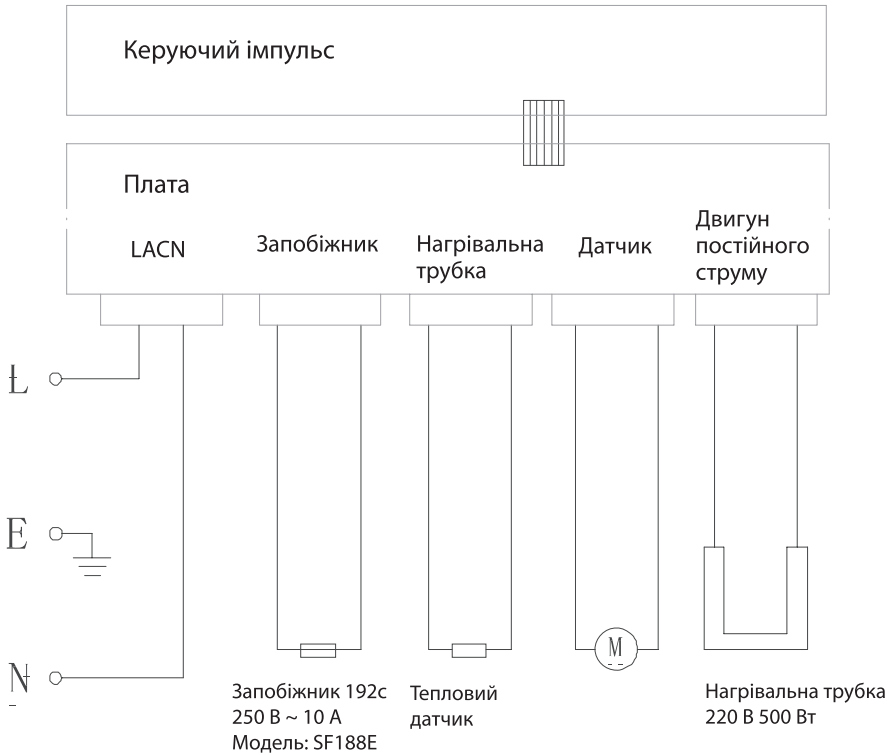 Керуючий імпульс
Плата
LACN
Запобіжник
Нагрівальна
трубка
Датчик
Двигун
постійного
струму
L
E
N
M
Запобіжник 192c
250 В ~ 10 А
Модель: SF188E
Тепловий
датчик
Нагрівальна трубка
220 В 500 Вт